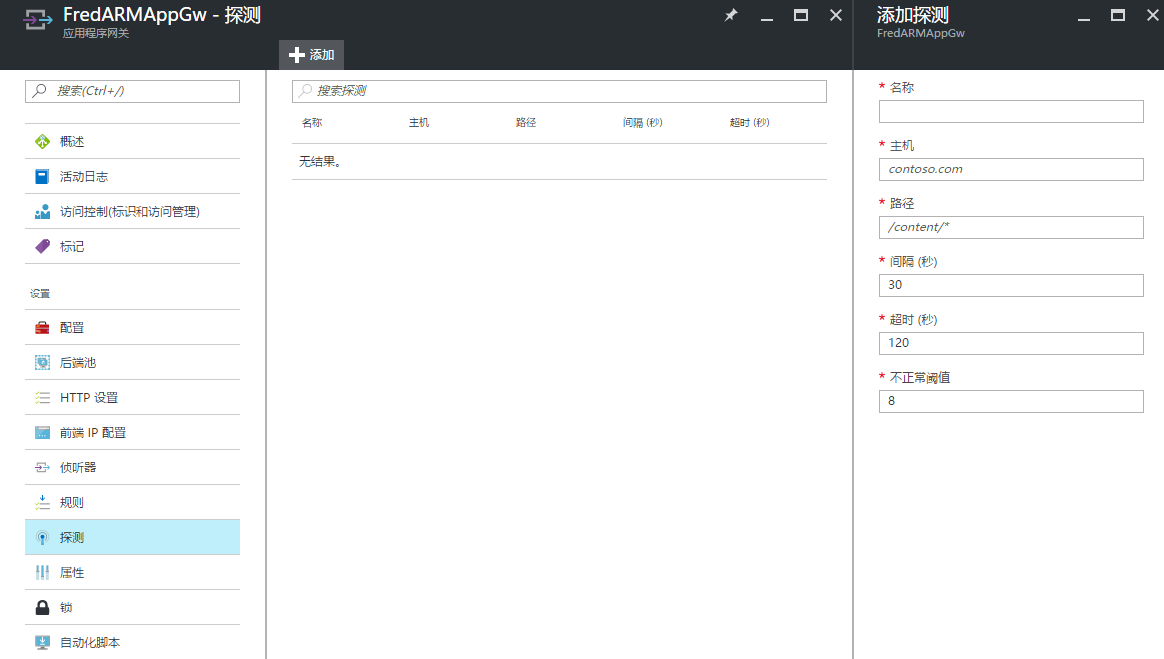 FredARMAppGw - 探测
应用程序网关
添加
搜索(Ctrl+/)
概述
活动日志
访问控制(标识和访问管理)
标记
设置
配置
后端池
HTTP 设置
前端 IP 配置
侦听器
规则
探测
属性
锁
自动化脚本
搜索探测
名称 主机 路径 间隔 (秒) 超时 (秒)
无结果。
添加探测
FredARMAppGw
* 名称
* 主机
contoso.com
* 路径
/content/*
* 间隔 (秒)
30
* 超时 (秒)
120
* 不正常阈值
8